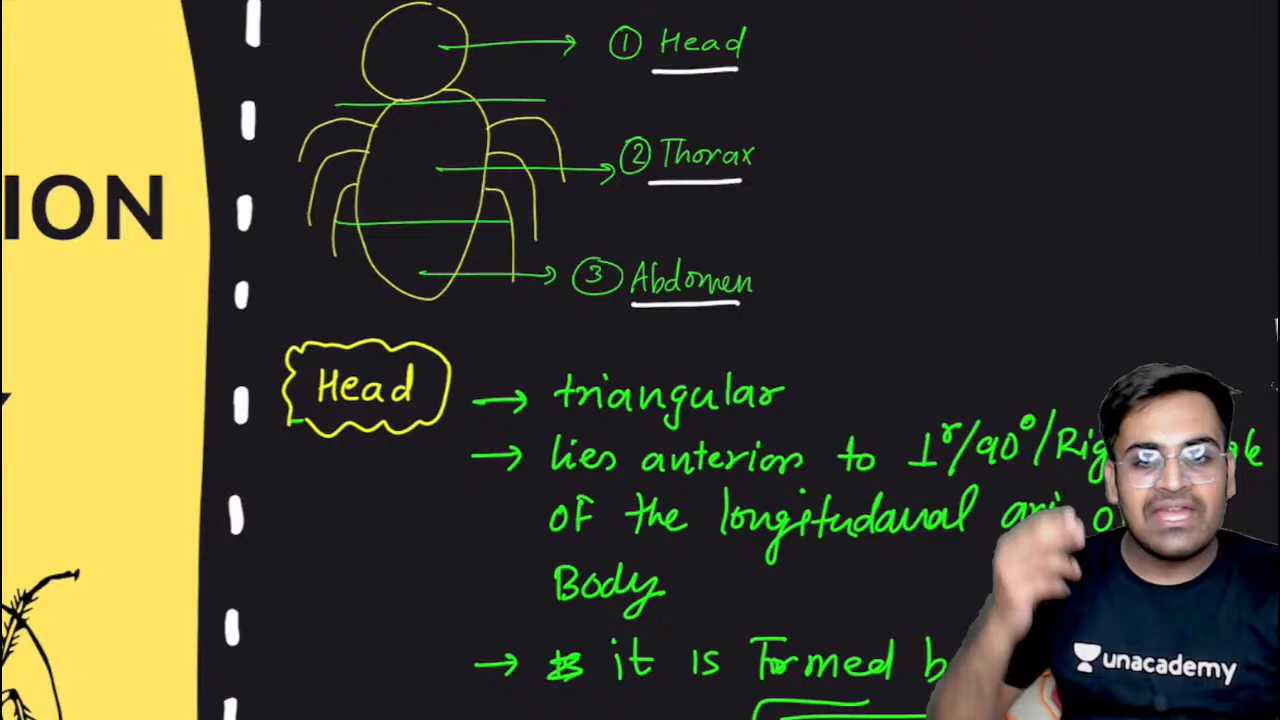 ① Head
② Thorax
ION
③ Abdomen
Head
→ triangular
→ lies anterior to ⊥r/90°/Rig
of the longitudanal
Body
→ it is Formed
unacademy